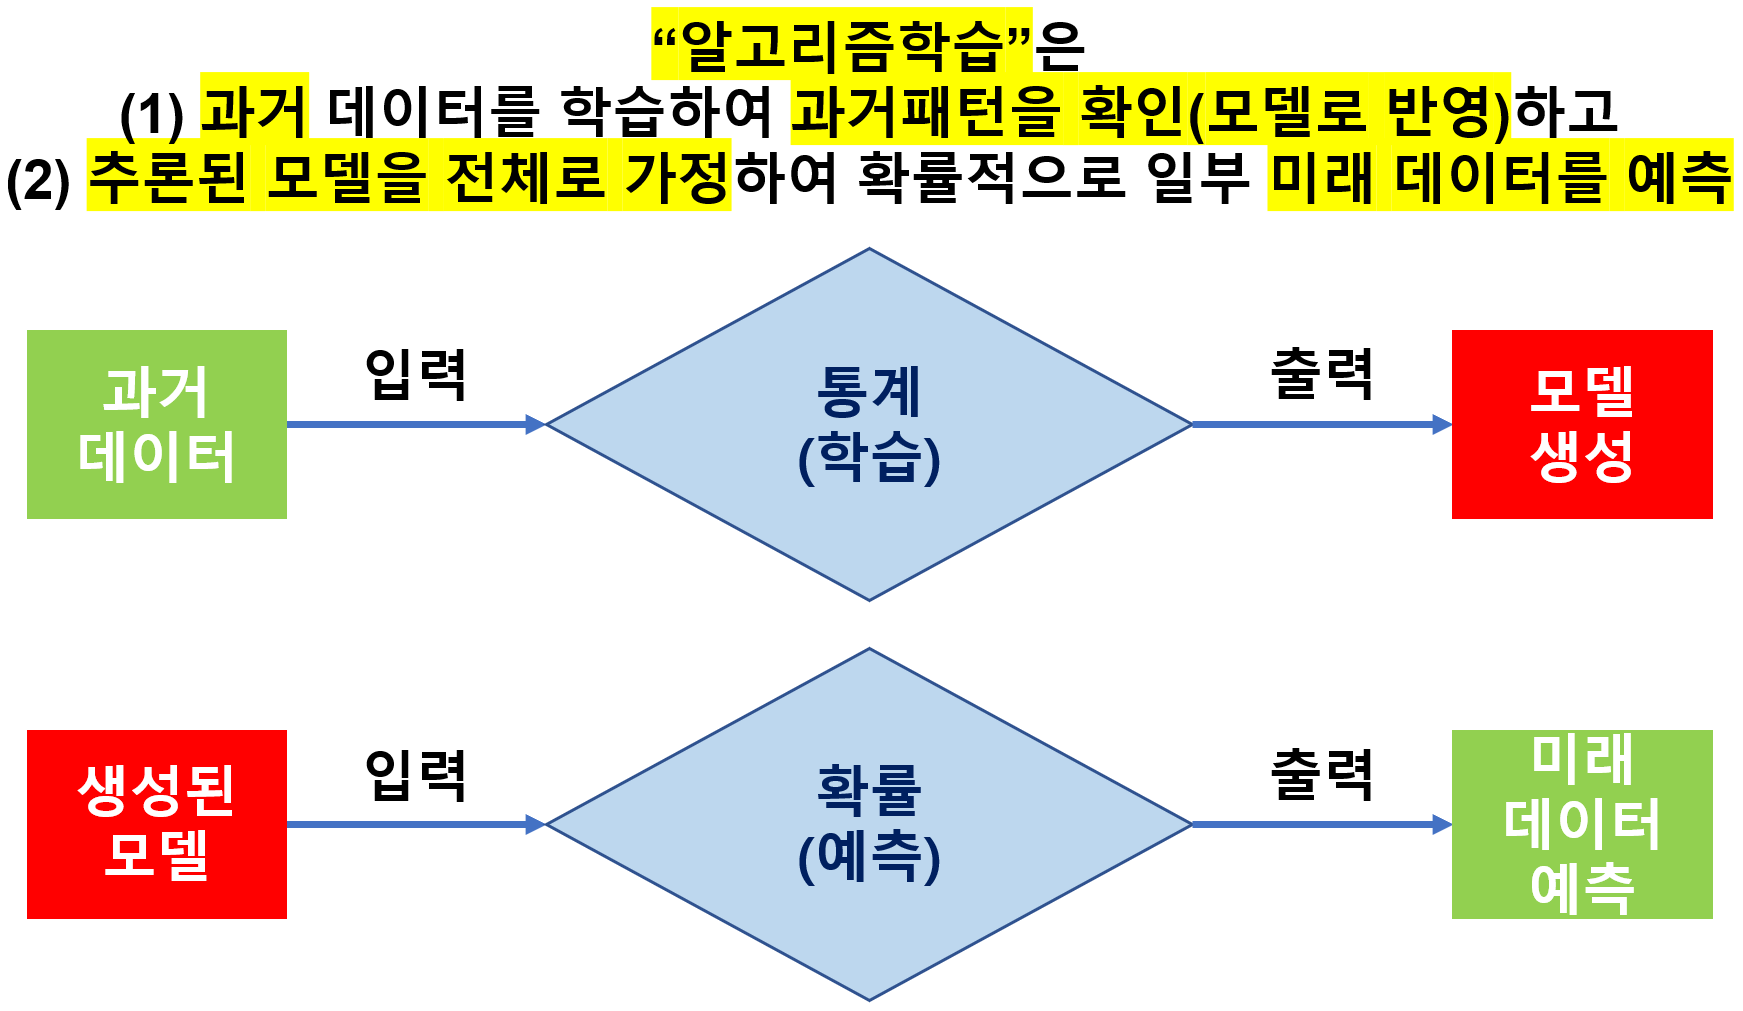 “알고리즘학습”은
(1) 과거 데이터를 학습하여 과거패턴을 확인(모델로 반영)하고
(2) 추론된 모델을 전체로 가정하여 확률적으로 일부 미래 데이터를 예측
과거
데이터
입력
통계
(학습)
출력
모델
생성
생성된
모델
입력
확률
(예측)
출력
미래
데이터
예측